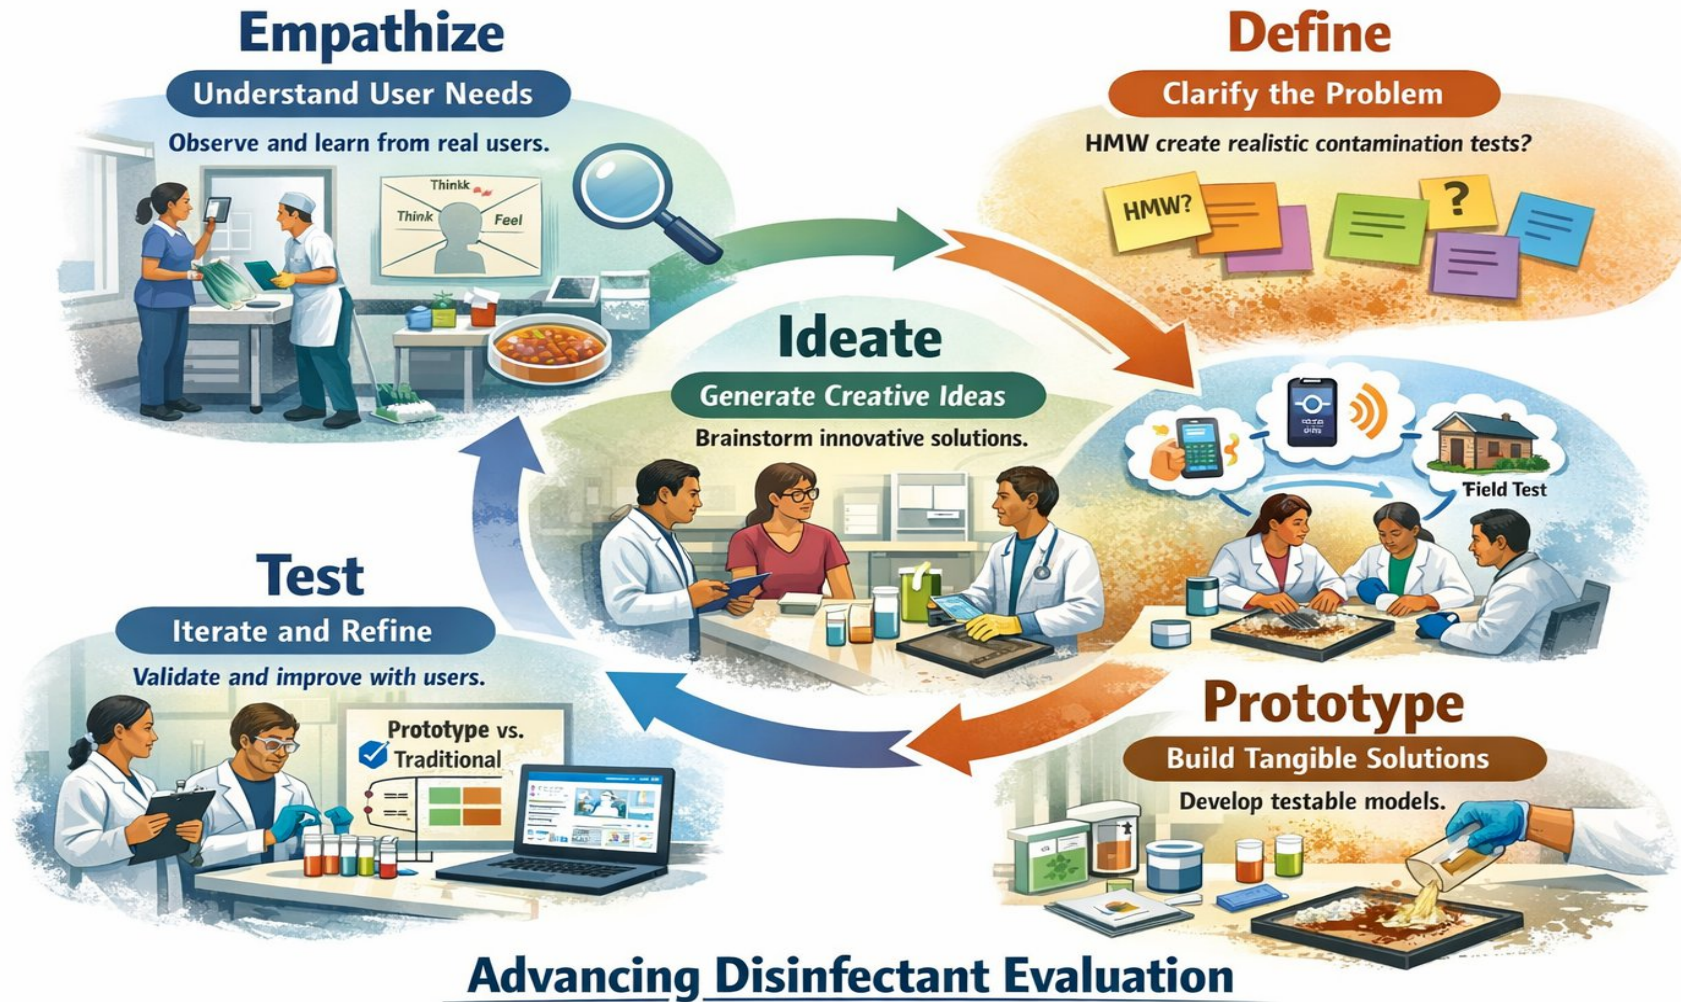 Empathize
Understand User Needs
Observe and learn from real users.
Thinkk
Think
Feel
Define
Clarify the Problem
HMW create realistic contamination tests?
HMW?
?
Ideate
Generate Creative Ideas
Brainstorm innovative solutions.
Field Test
Test
Iterate and Refine
Validate and improve with users.
Prototype vs.
Traditional
Prototype
Build Tangible Solutions
Develop testable models.
Advancing Disinfectant Evaluation